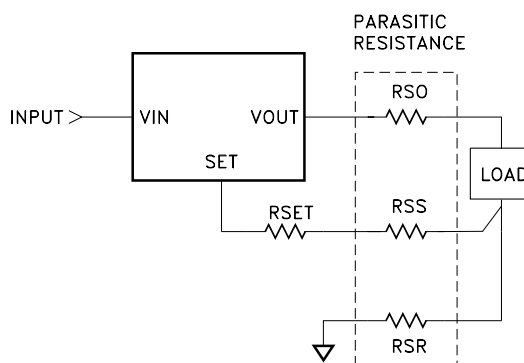 PARASITIC
RESISTANCE
RSO
INPUT
VIN
VOUT
SET
LOAD
RSET
RSS
RSR